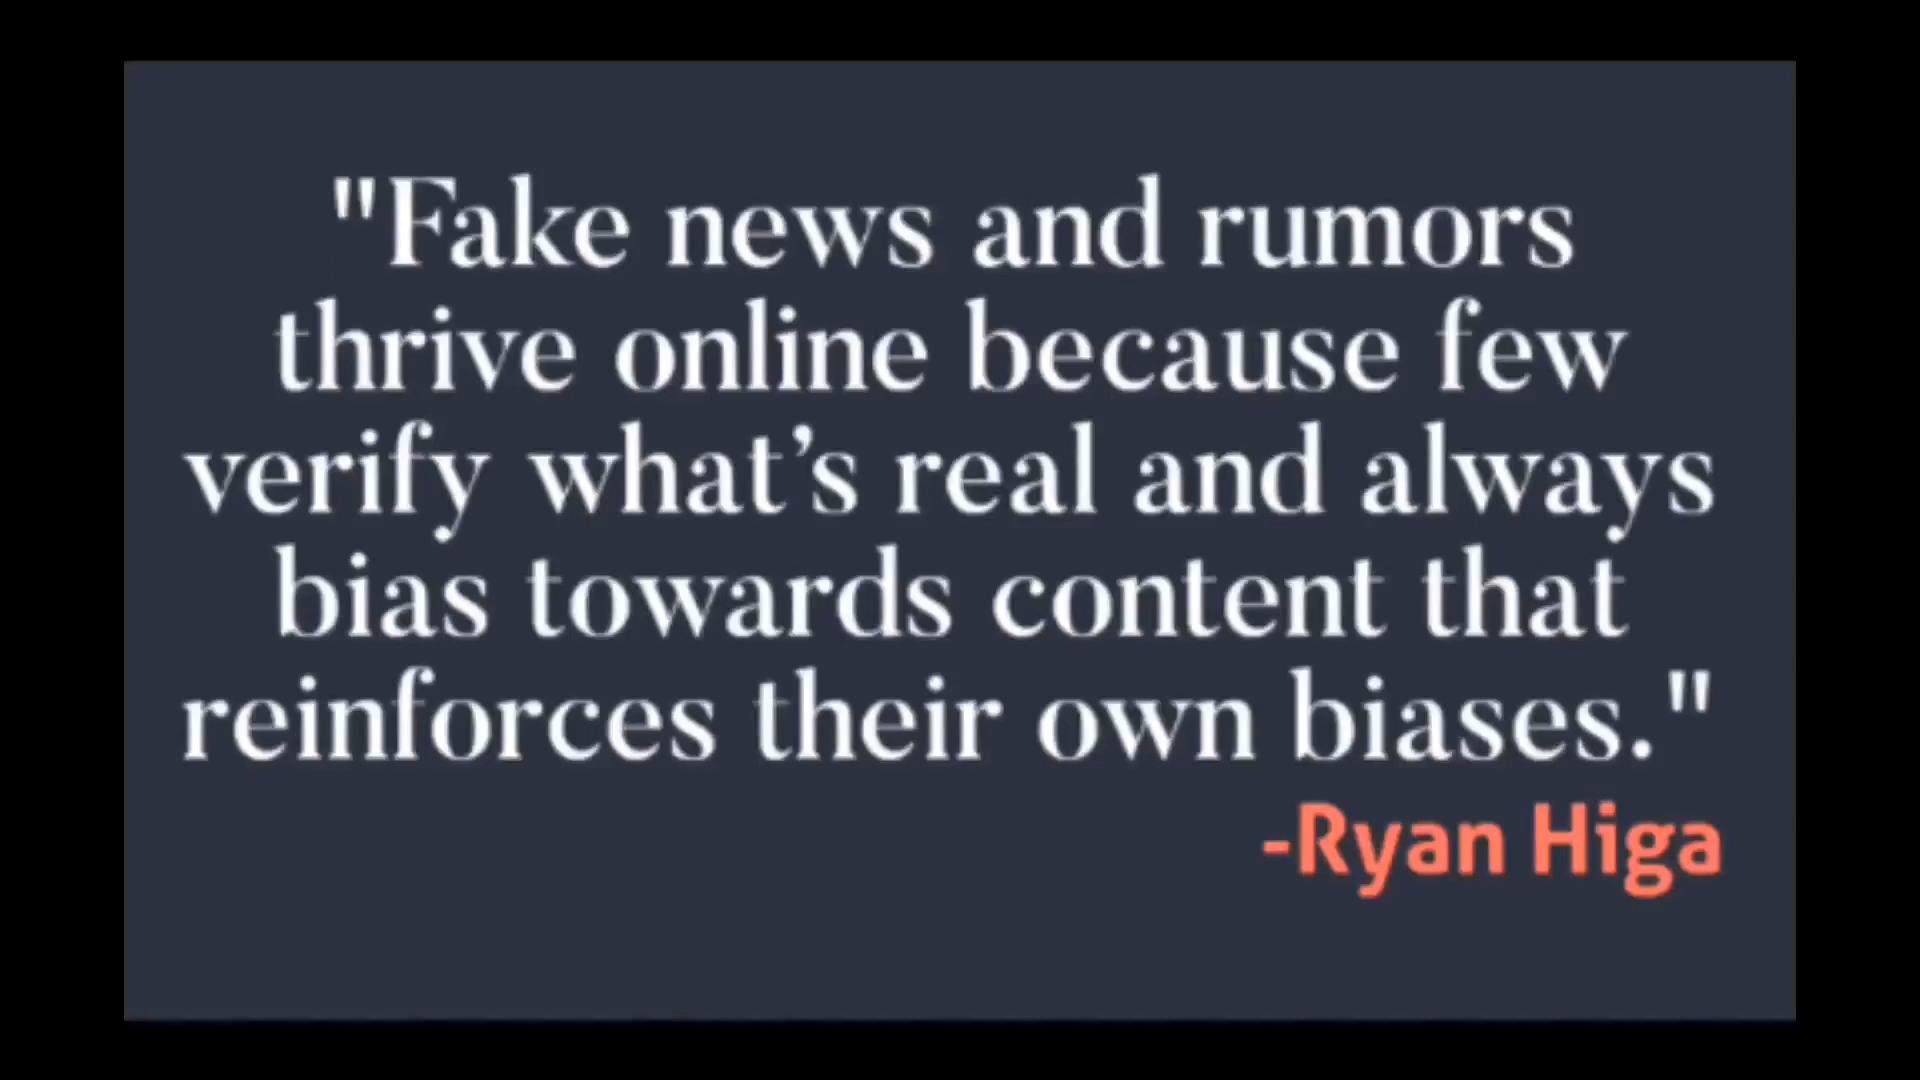 "Fake news and rumors
thrive online because few
verify what’s real and always
bias towards content that
reinforces their own biases."
-Ryan Higa